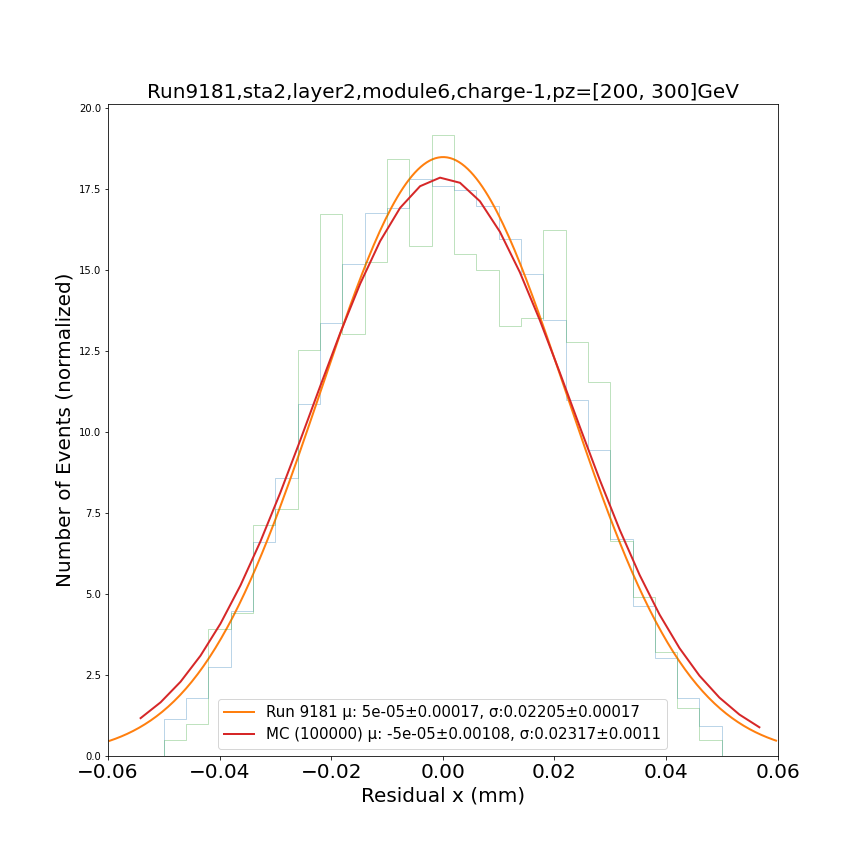 Run9181,sta2,layer2,module6,charge-1,pz=[200, 300]GeV
Number of Events (normalized)
20.0
17.5
15.0
12.5
10.0
7.5
5.0
2.5
0.0
Run 9181 μ: 5e-05±0.00017, σ:0.02205±0.00017
MC (100000) μ: -5e-05±0.00108, σ:0.02317±0.0011
−0.06 −0.04 −0.02 0.00 0.02 0.04 0.06
Residual x (mm)